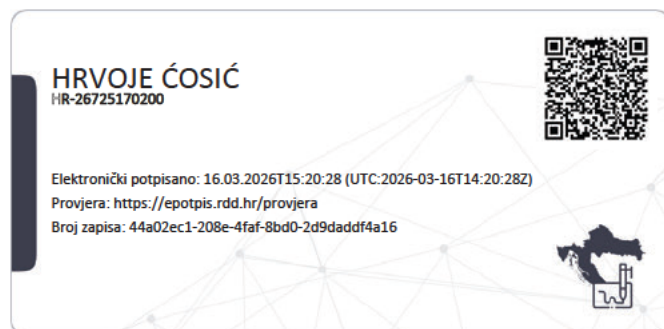 HRVOJE ĆOSIĆ
HR-26725170200
Elektronički potpisano: 16.03.2026T15:20:28 (UTC:2026-03-16T14:20:28Z)
Provjera: https://epotpis.rdd.hr/provjera
Broj zapisa: 44a02ec1-208e-4faf-8bd0-2d9daddf4a16